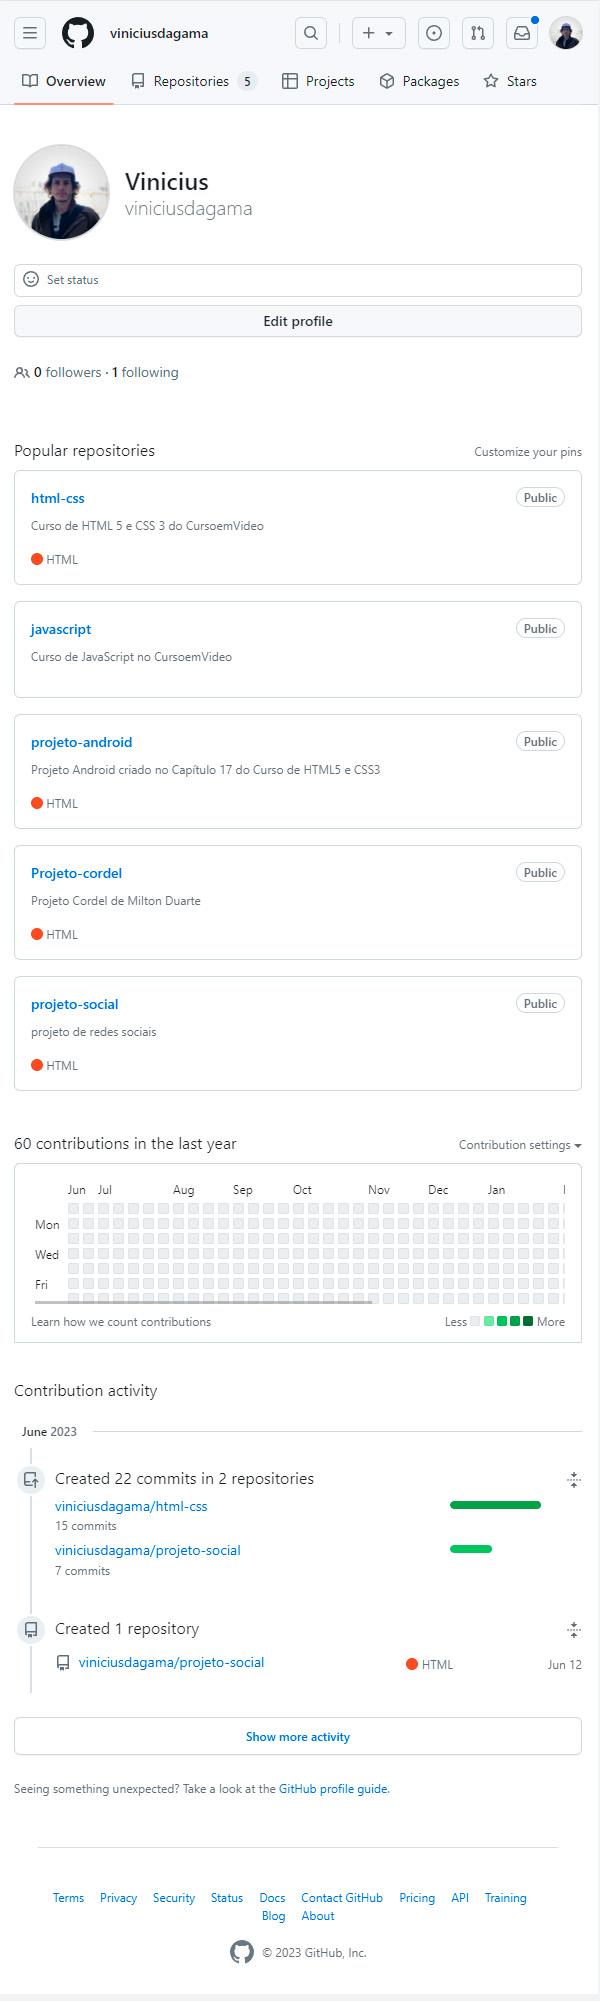 viniciusdagama
Overview Repositories 5 Projects Packages Stars
Vinicius
viniciusdagama
Set status
Edit profile
0 followers · 1 following
Popular repositories Customize your pins
html-css Public
Curso de HTML 5 e CSS 3 do CursoemVideo
HTML
javascript Public
Curso de JavaScript no CursoemVideo
projeto-android Public
Projeto Android criado no Capítulo 17 do Curso de HTML5 e CSS3
HTML
Projeto-cordel Public
Projeto Cordel de Milton Duarte
HTML
projeto-social Public
projeto de redes sociais
HTML
60 contributions in the last year Contribution settings
Jun Jul Aug Sep Oct Nov Dec Jan
Mon
Wed
Fri
Learn how we count contributions Less More
Contribution activity
June 2023
Created 22 commits in 2 repositories
viniciusdagama/html-css
15 commits
viniciusdagama/projeto-social
7 commits
Created 1 repository
viniciusdagama/projeto-social HTML Jun 12
Show more activity
Seeing something unexpected? Take a look at the GitHub profile guide.
Terms Privacy Security Status Docs Contact GitHub Pricing API Training
Blog About
© 2023 GitHub, Inc.